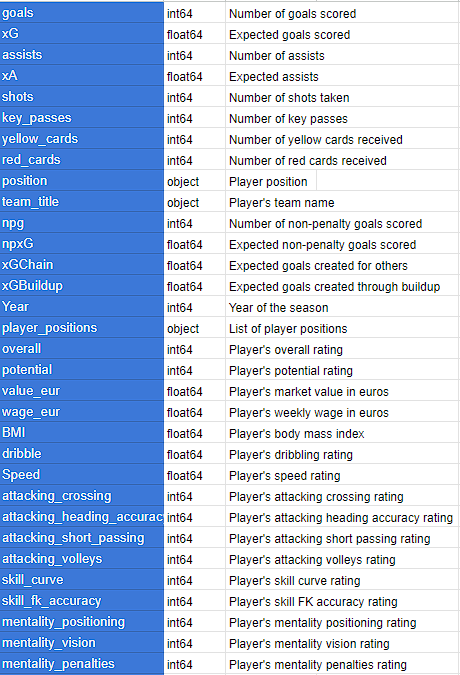 goals int64 Number of goals scored
xG float64 Expected goals scored
assists int64 Number of assists
xA float64 Expected assists
shots int64 Number of shots taken
key_passes int64 Number of key passes
yellow_cards int64 Number of yellow cards received
red_cards int64 Number of red cards received
position object Player position
team_title object Player's team name
npg int64 Number of non-penalty goals scored
npxG float64 Expected non-penalty goals scored
xGChain float64 Expected goals created for others
xGBuildup float64 Expected goals created through buildup
Year int64 Year of the season
player_positions object List of player positions
overall int64 Player's overall rating
potential int64 Player's potential rating
value_eur float64 Player's market value in euros
wage_eur float64 Player's weekly wage in euros
BMI float64 Player's body mass index
dribble float64 Player's dribbling rating
Speed float64 Player's speed rating
attacking_crossing int64 Player's attacking crossing rating
attacking_heading_accurac int64 Player's attacking heading accuracy rating
attacking_short_passing int64 Player's attacking short passing rating
attacking_volleys int64 Player's attacking volleys rating
skill_curve int64 Player's skill curve rating
skill_fk_accuracy int64 Player's skill FK accuracy rating
mentality_positioning int64 Player's mentality positioning rating
mentality_vision int64 Player's mentality vision rating
mentality_penalties int64 Player's mentality penalties rating